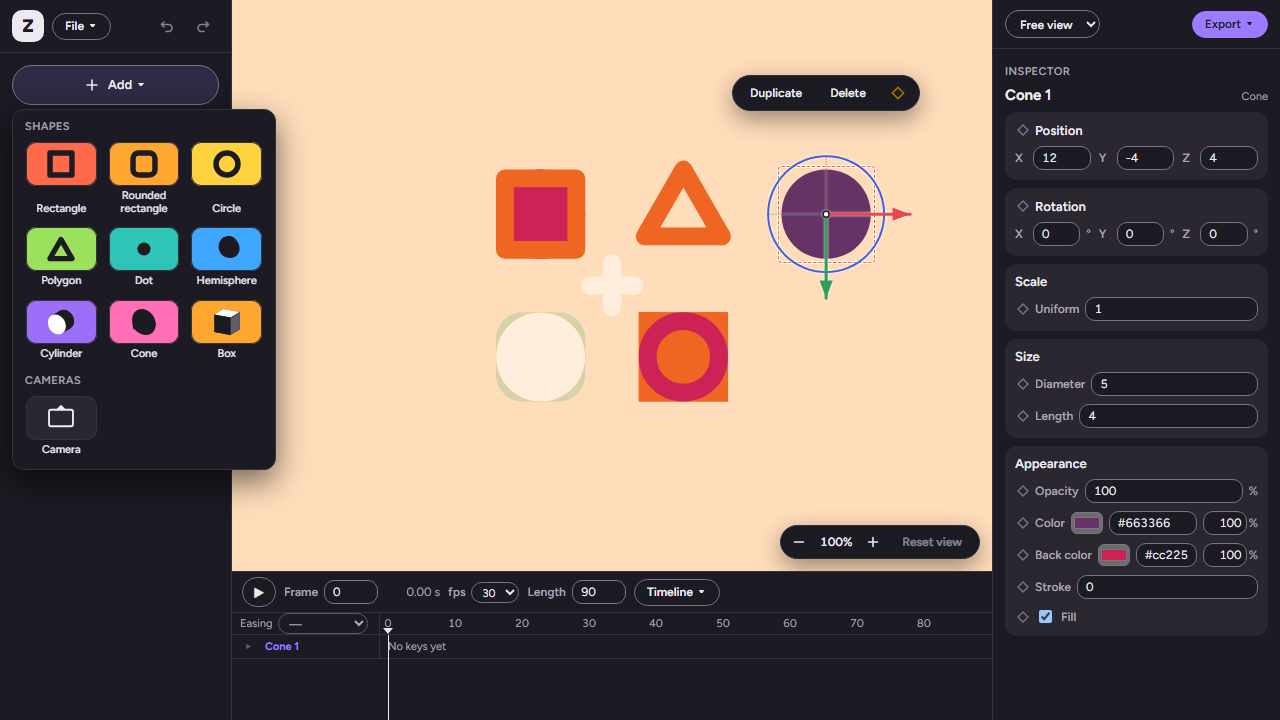 Z File
Add
SHAPES
Rectangle
Rounded rectangle
Circle
Polygon
Dot
Hemisphere
Cylinder
Cone
Box
CAMERAS
Camera
Duplicate Delete
100% Reset view
Frame 0 0.00 s fps 30 Length 90 Timeline
Easing — 0 10 20 30 40 50 60 70 80
Cone 1 No keys yet
Free view Export
INSPECTOR
Cone 1 Cone
Position
X 12 Y -4 Z 4
Rotation
X 0 ° Y 0 ° Z 0 °
Scale
Uniform 1
Size
Diameter 5
Length 4
Appearance
Opacity 100 %
Color #663366 100 %
Back color #cc225 100 %
Stroke 0
Fill